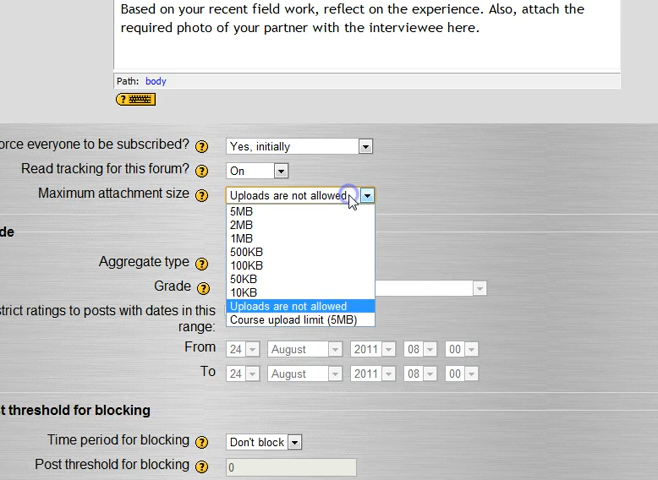 Based on your recent field work, reflect on the experience. Also, attach the
required photo of your partner with the interviewee here.
Path: body
?
orce everyone to be subscribed? ? Yes, initially
Read tracking for this forum? ? On
Maximum attachment size ? Uploads are not allowed
5MB
2MB
1MB
500KB
100KB
50KB
10KB
Uploads are not allowed
Course upload limit (5MB)
de
Aggregate type ?
Grade ?
strict ratings to posts with dates in this
range:
From 24 August 2011 08 00
To 24 August 2011 08 00
t threshold for blocking
Time period for blocking ? Don't block
Post threshold for blocking ? 0